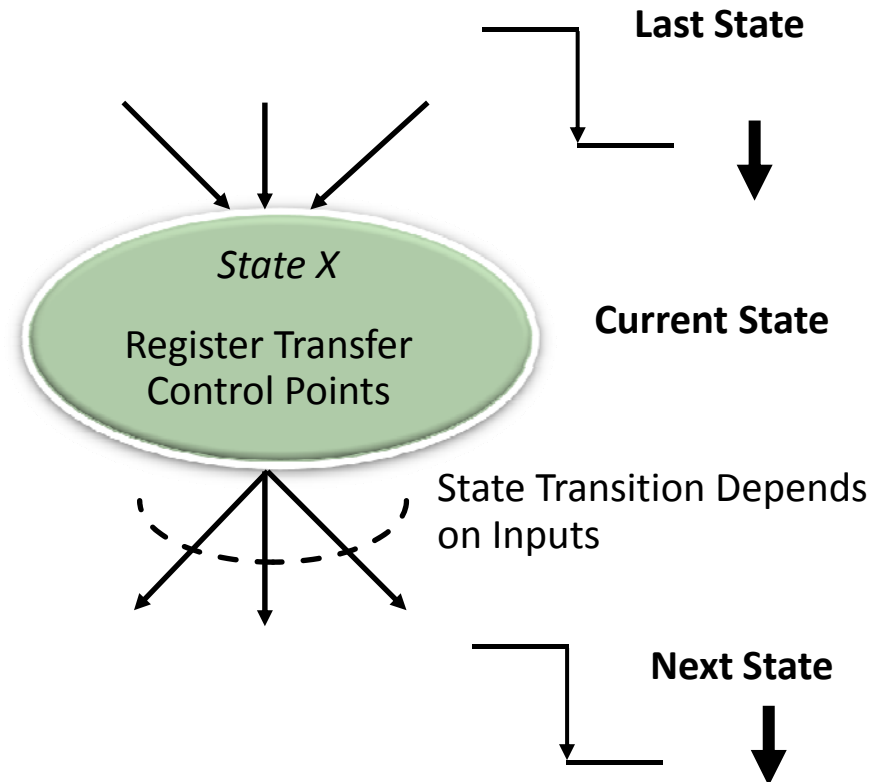 Last State
State X
Register Transfer
Control Points
Current State
State Transition Depends
on Inputs
Next State